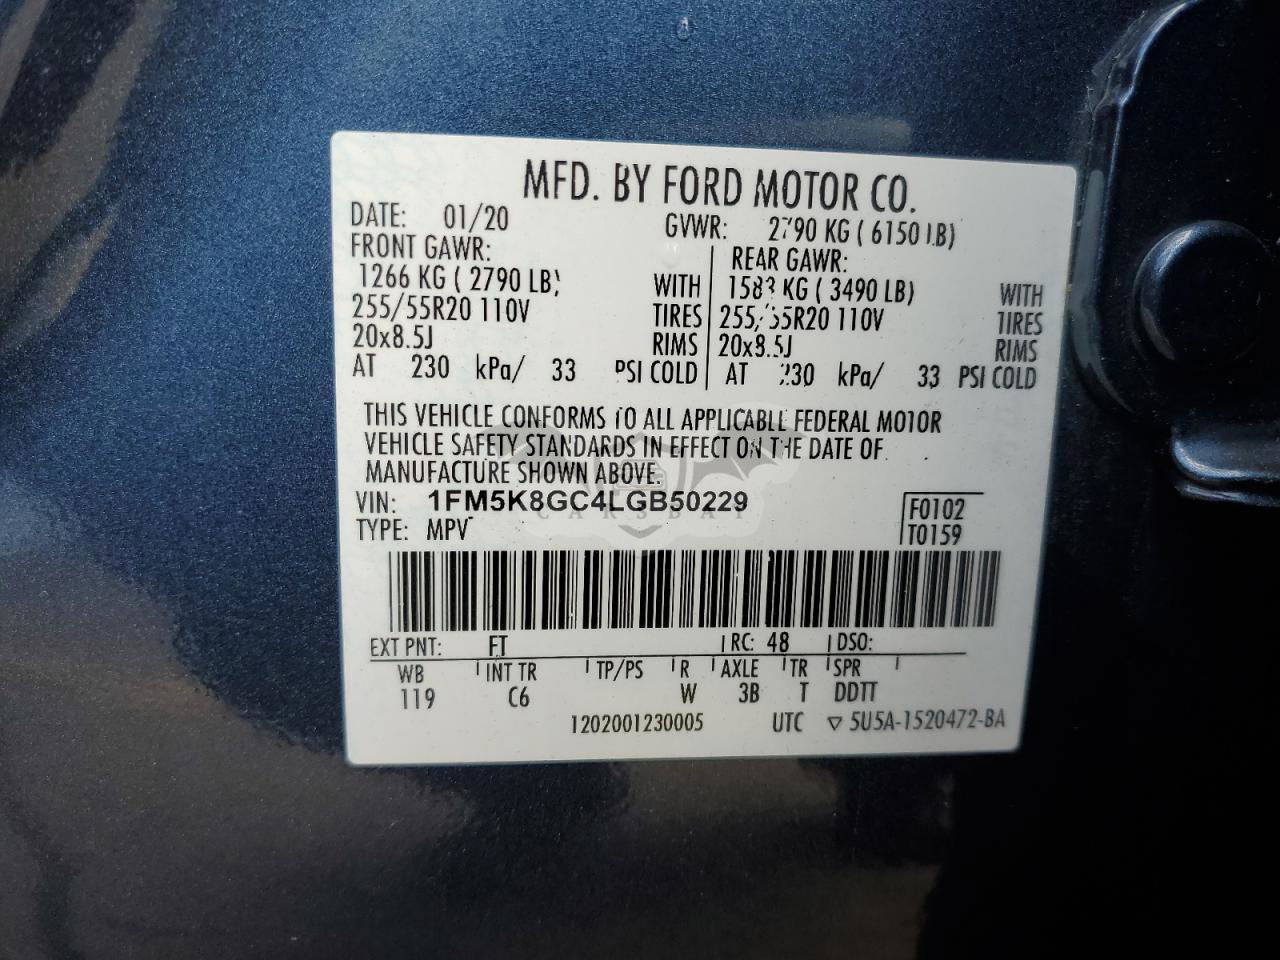 MFD. BY FORD MOTOR CO.
DATE: 01/20 GVWR: 2790 KG ( 6150 LB)
FRONT GAWR: REAR GAWR:
1266 KG ( 2790 LB) WITH 1583 KG ( 3490 LB) WITH
255/55R20 110V TIRES 255/55R20 110V TIRES
20x8.5J RIMS 20x8.5J RIMS
AT 230 kPa/ 33 PSI COLD AT 230 kPa/ 33 PSI COLD
THIS VEHICLE CONFORMS TO ALL APPLICABLE FEDERAL MOTOR
VEHICLE SAFETY STANDARDS IN EFFECT ON THE DATE OF
MANUFACTURE SHOWN ABOVE.
VIN: 1FM5K8GC4LGB50229 F0102
CARSBAT
TYPE: MPV T0159
EXT PNT: FT RC: 48 DSO:
WB INT TR TP/PS R AXLE TR SPR
119 C6 W 3B T DDTT
1202001230005 UTC ▽ 5U5A-1520472-BA